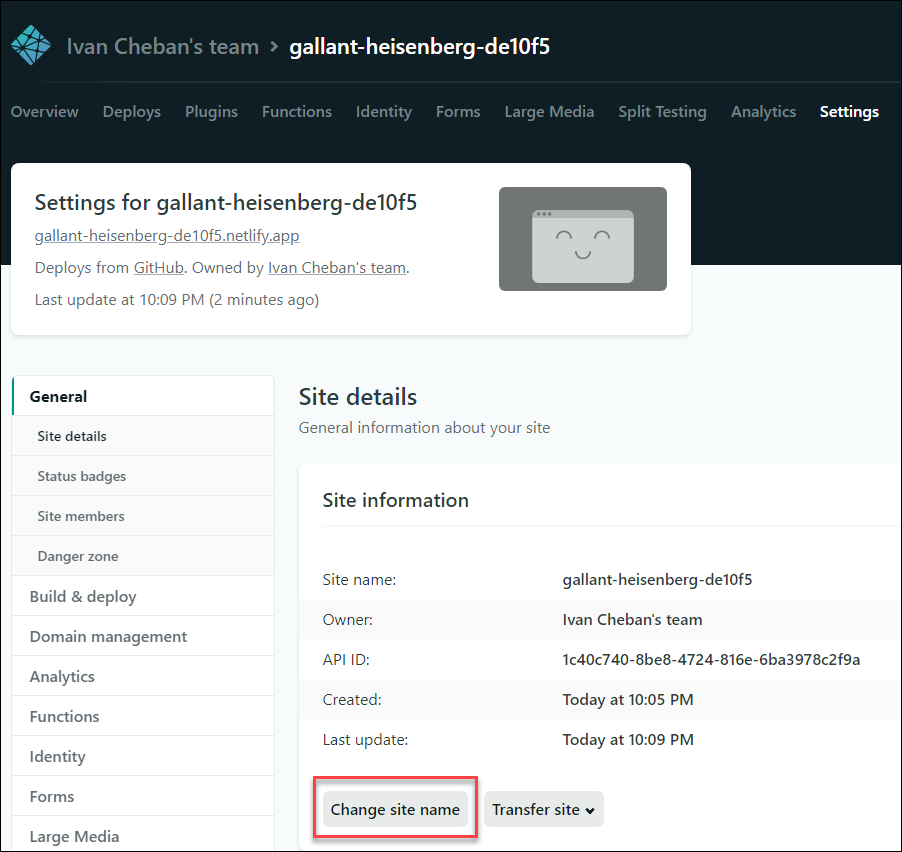 Ivan Cheban's team > gallant-heisenberg-de10f5
Overview Deploys Plugins Functions Identity Forms Large Media Split Testing Analytics Settings
Settings for gallant-heisenberg-de10f5
gallant-heisenberg-de10f5.netlify.app
Deploys from GitHub. Owned by Ivan Cheban's team.
Last update at 10:09 PM (2 minutes ago)
General
Site details
Status badges
Site members
Danger zone
Build & deploy
Domain management
Analytics
Functions
Identity
Forms
Large Media
Site details
General information about your site
Site information
Site name: gallant-heisenberg-de10f5
Owner: Ivan Cheban's team
API ID: 1c40c740-8be8-4724-816e-6ba3978c2f9a
Created: Today at 10:05 PM
Last update: Today at 10:09 PM
Change site name Transfer site